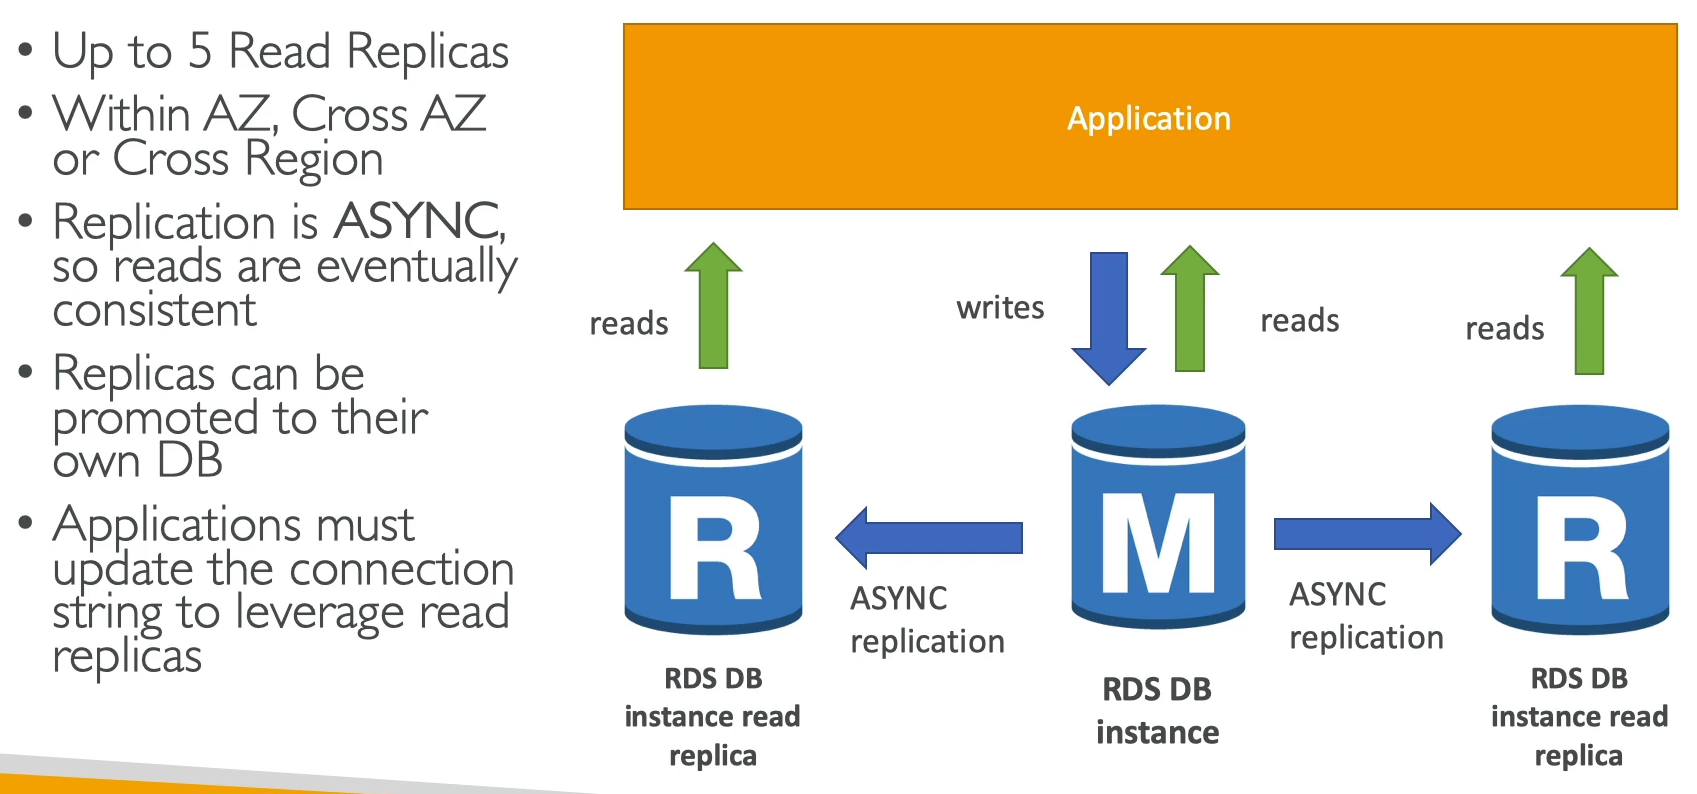 • Up to 5 Read Replicas
• Within AZ, Cross AZ
or Cross Region
• Replication is ASYNC,
so reads are eventually
consistent
• Replicas can be
promoted to their
own DB
• Applications must
update the connection
string to leverage read
replicas
Application
reads
writes
reads
reads
R
M
R
ASYNC
replication
ASYNC
replication
RDS DB
instance read
replica
RDS DB
instance
RDS DB
instance read
replica